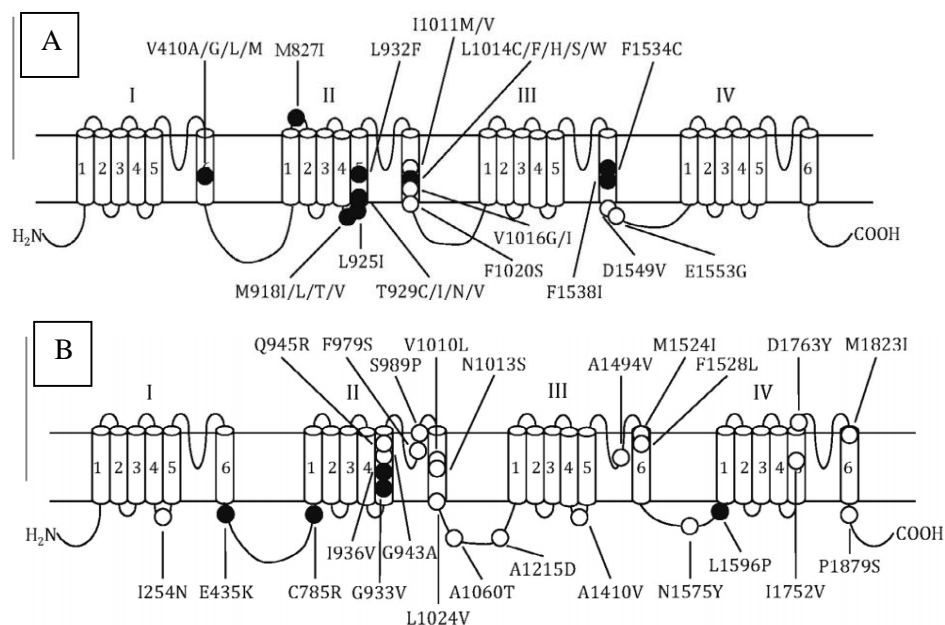 A
I1011M/V
V410A/G/L/M M827I L932F L1014C/F/H/S/W F1534C
I II III IV
1 2 3 4 5 1 2 3 4 5 1 2 3 4 5 1 2 3 4 5 6
H₂N COOH
V1016G/I
L925I F1020S D1549V E1553G
M918I/L/T/V T929C/I/N/V F1538I
B
Q945R F979S V1010L M1524I D1763Y M1823I
S989P N1013S A1494V F1528L
I II III IV
1 2 3 4 5 6 1 2 3 4 1 2 3 4 5 6 1 2 3 4 6
H₂N COOH
I936V G943A L1596P
A1215D P1879S
I254N E435K C785R G933V A1060T A1410V N1575Y I1752V
L1024V